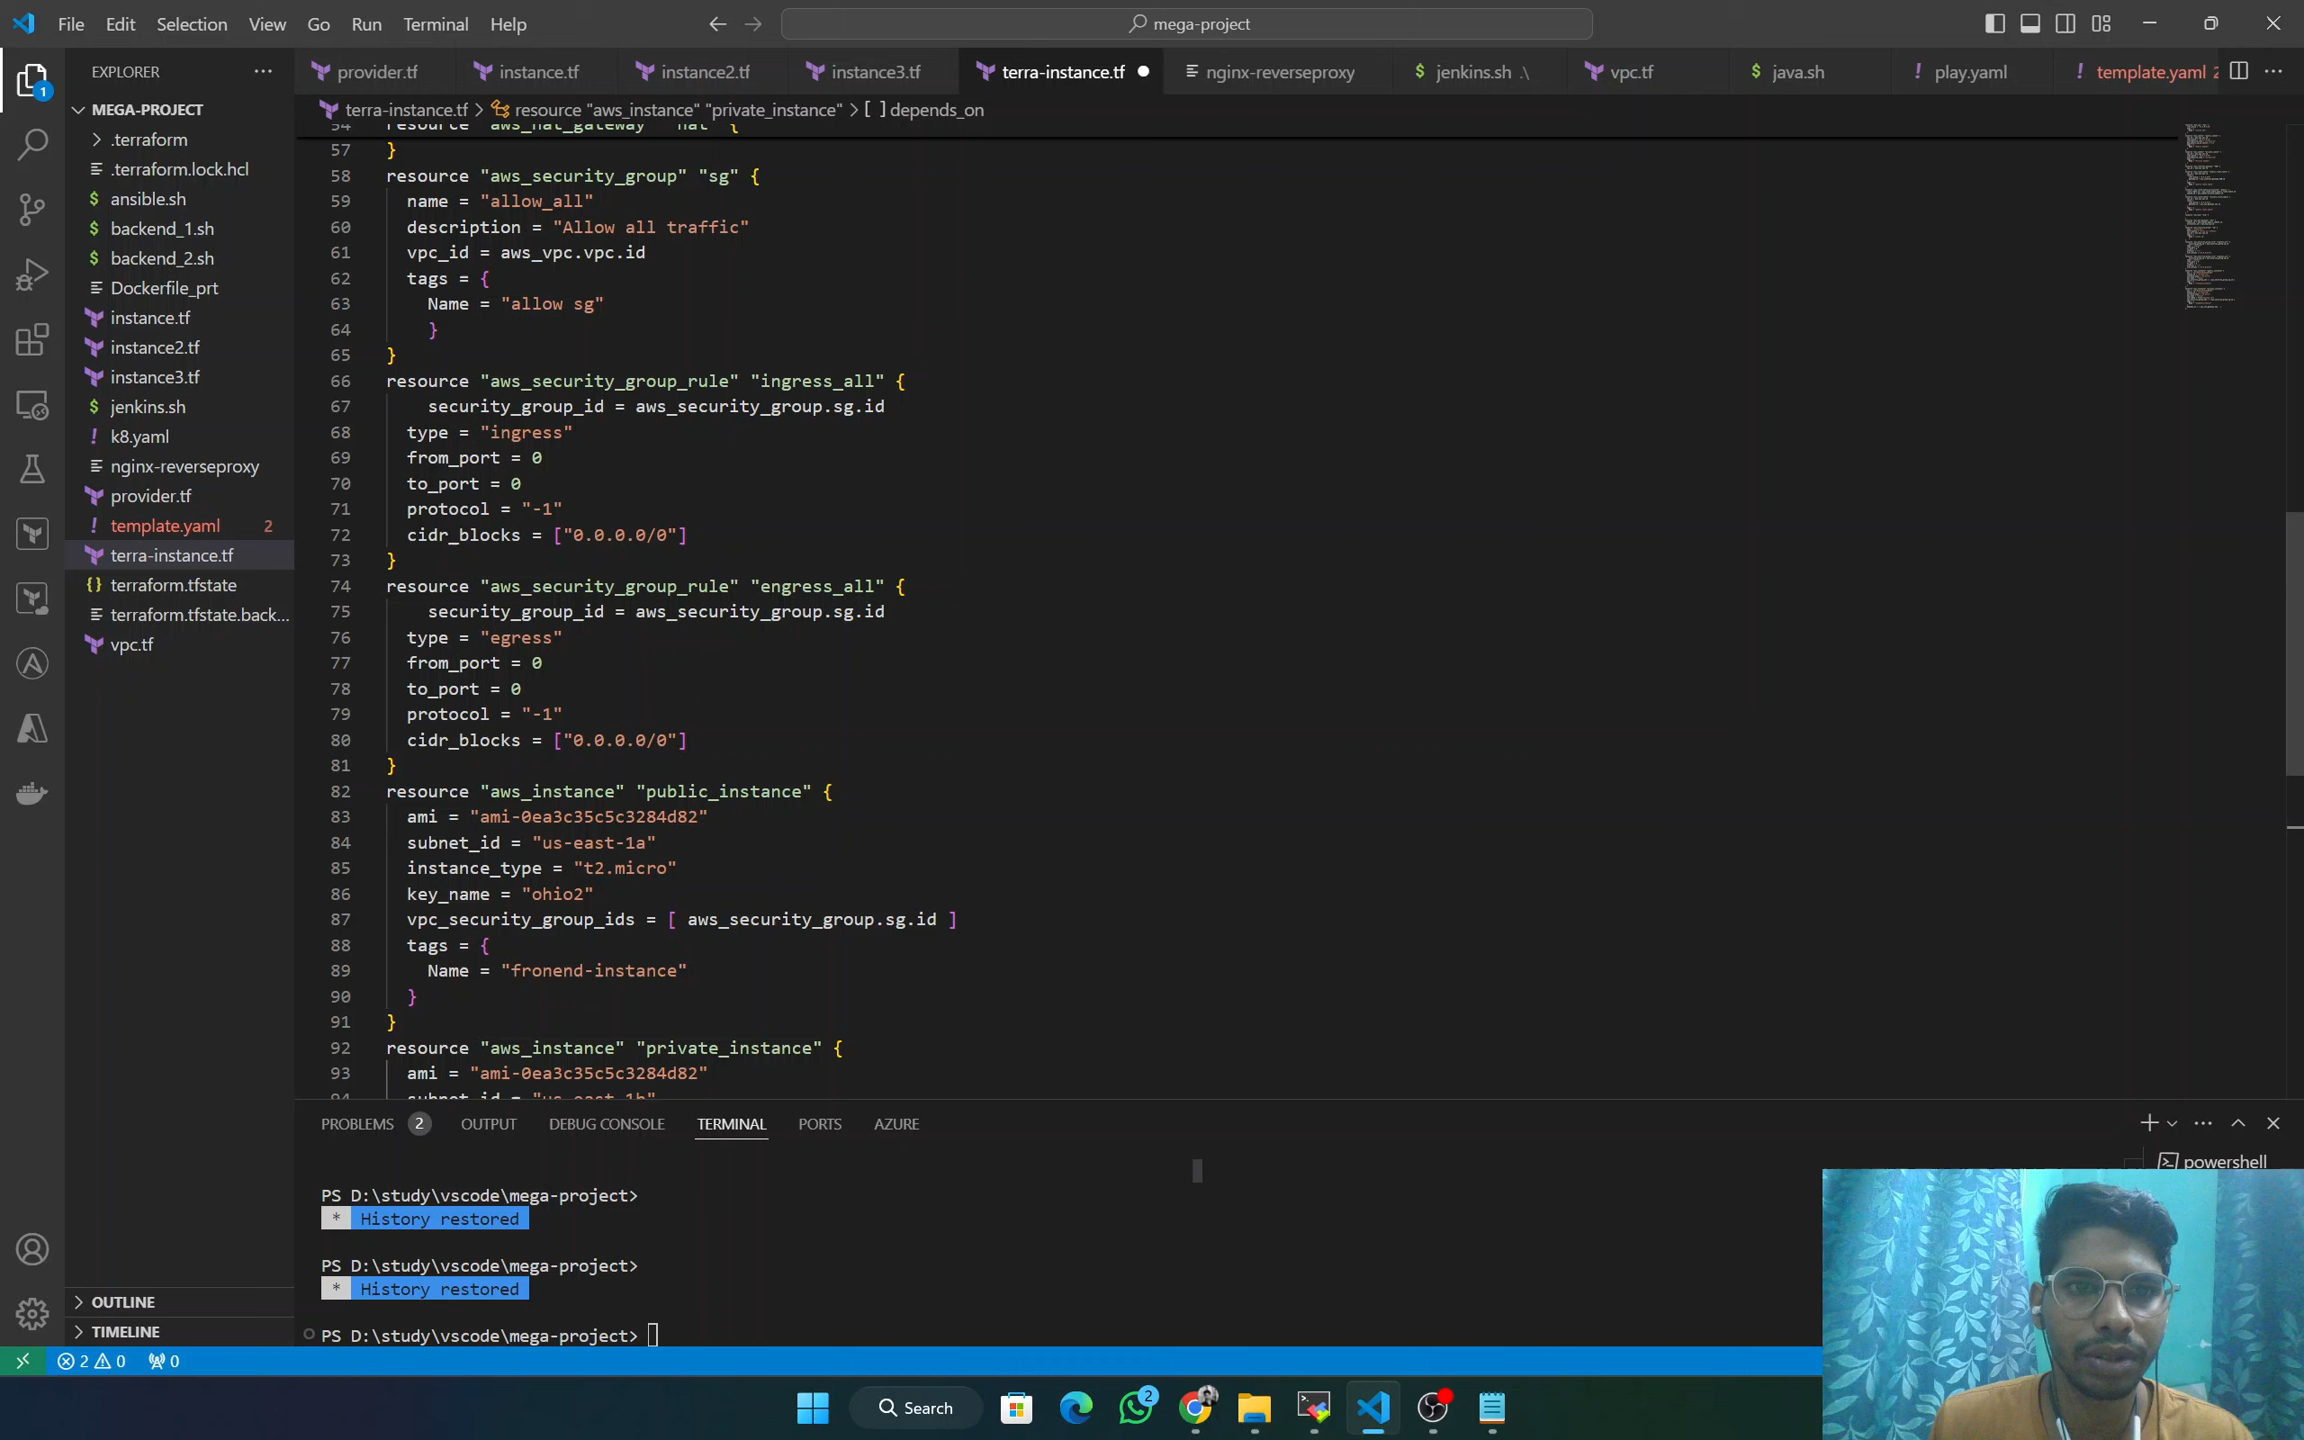 File Edit Selection View Go Run Terminal Help
mega-project
EXPLORER
provider.tf instance.tf instance2.tf instance3.tf terra-instance.tf nginx-reverseproxy jenkins.sh .\ vpc.tf java.sh play.yaml template.yaml 2
terra-instance.tf > resource "aws_instance" "private_instance" > [ ] depends_on
MEGA-PROJECT
.terraform
.terraform.lock.hcl
ansible.sh
backend_1.sh
backend_2.sh
Dockerfile_prt
instance.tf
instance2.tf
instance3.tf
jenkins.sh
k8.yaml
nginx-reverseproxy
provider.tf
template.yaml 2
terra-instance.tf
terraform.tfstate
terraform.tfstate.back...
vpc.tf
OUTLINE
TIMELINE
54 resource "aws_nat_gateway" "nat" {
57 }
58 resource "aws_security_group" "sg" {
59 name = "allow_all"
60 description = "Allow all traffic"
61 vpc_id = aws_vpc.vpc.id
62 tags = {
63 Name = "allow sg"
64 }
65 }
66 resource "aws_security_group_rule" "ingress_all" {
67 security_group_id = aws_security_group.sg.id
68 type = "ingress"
69 from_port = 0
70 to_port = 0
71 protocol = "-1"
72 cidr_blocks = ["0.0.0.0/0"]
73 }
74 resource "aws_security_group_rule" "engress_all" {
75 security_group_id = aws_security_group.sg.id
76 type = "egress"
77 from_port = 0
78 to_port = 0
79 protocol = "-1"
80 cidr_blocks = ["0.0.0.0/0"]
81 }
82 resource "aws_instance" "public_instance" {
83 ami = "ami-0ea3c35c5c3284d82"
84 subnet_id = "us-east-1a"
85 instance_type = "t2.micro"
86 key_name = "ohio2"
87 vpc_security_group_ids = [ aws_security_group.sg.id ]
88 tags = {
89 Name = "fronend-instance"
90 }
91 }
92 resource "aws_instance" "private_instance" {
93 ami = "ami-0ea3c35c5c3284d82"
94 subnet_id = "us-east-1b"
PROBLEMS 2 OUTPUT DEBUG CONSOLE TERMINAL PORTS AZURE
powershell
PS D:\study\vscode\mega-project>
* History restored
PS D:\study\vscode\mega-project>
* History restored
PS D:\study\vscode\mega-project>
2 0 0
Search
2
1